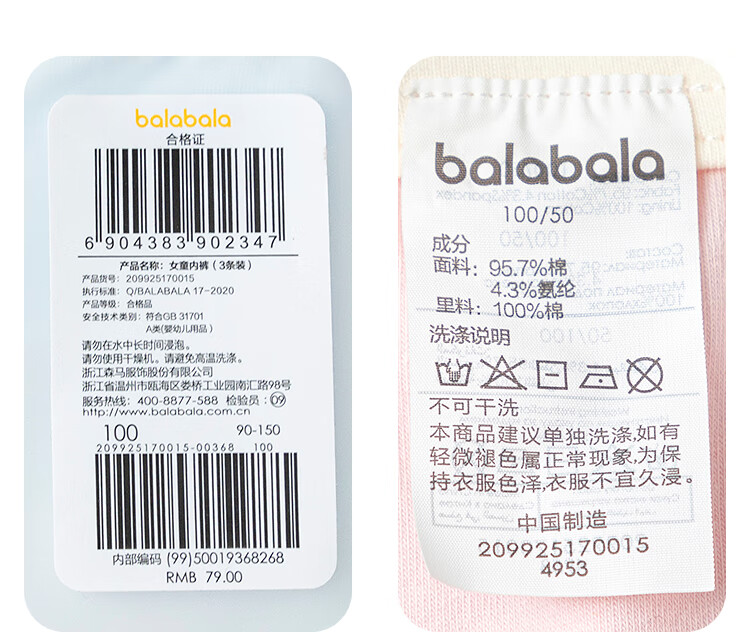 balabala
合格证
6 904383 902347
产品名称：女童内裤（3条装）
产品货号：209925170015
执行标准：Q/BALABALA 17-2020
产品等级：合格品
安全技术类别：符合GB 31701
A类(婴幼儿用品)
请勿在水中长时间浸泡。
请勿使用干燥机。请避免高温洗涤。
浙江森马服饰股份有限公司
浙江省温州市瓯海区娄桥工业园南汇路98号
服务热线：400-8877-588 检验员：09
http://www.balabala.com.cn
100 90-150
209925170015-00368 100
内部编码 (99)50019368268
RMB 79.00
balabala
100/50
成分
面料：95.7%棉
4.3%氨纶
里料：100%棉
洗涤说明
不可干洗
本商品建议单独洗涤,如有
轻微褪色属正常现象,为保
持衣服色泽,衣服不宜久浸。
中国制造
209925170015
4953